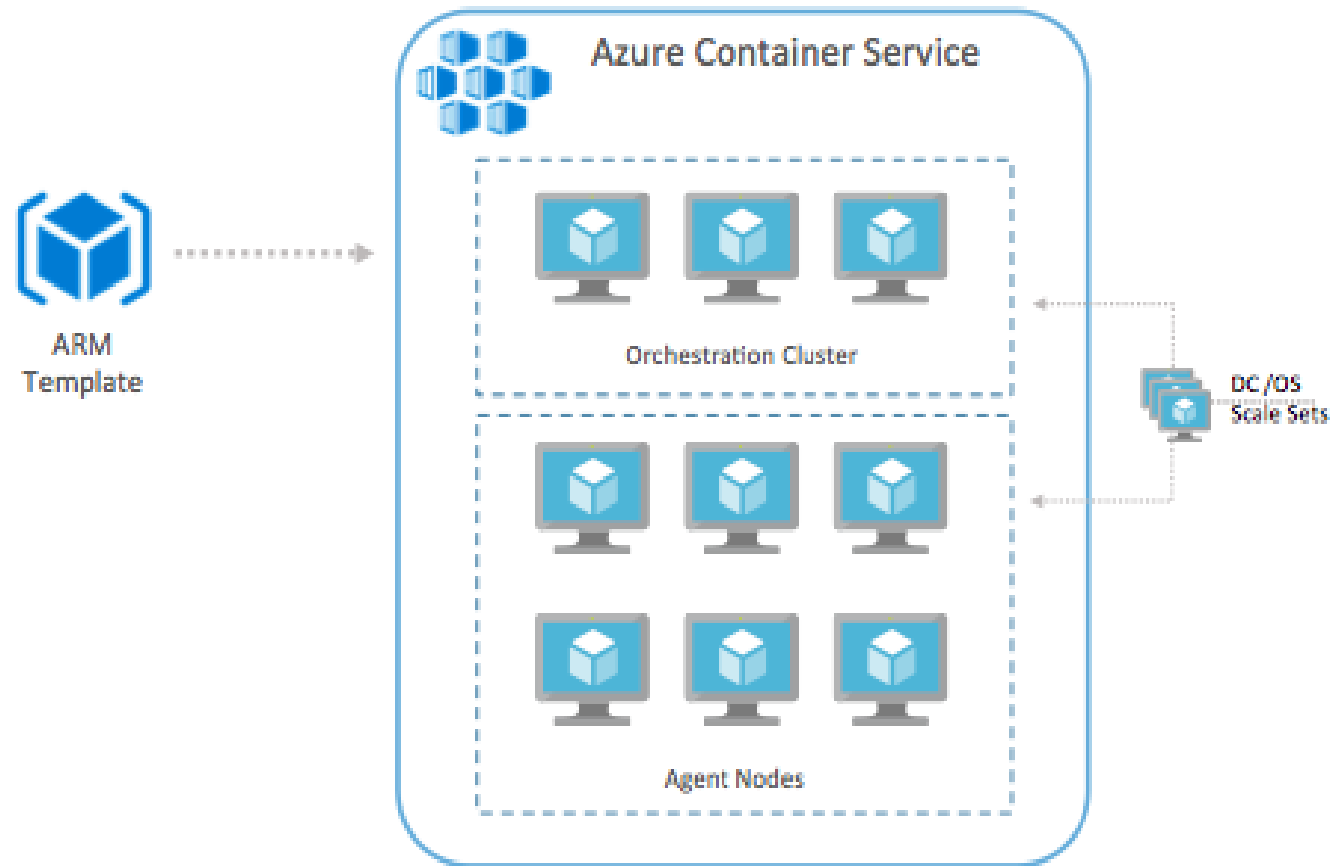 Azure Container Service
ARM
Template
Orchestration Cluster
DC/OS
Scale Sets
Agent Nodes